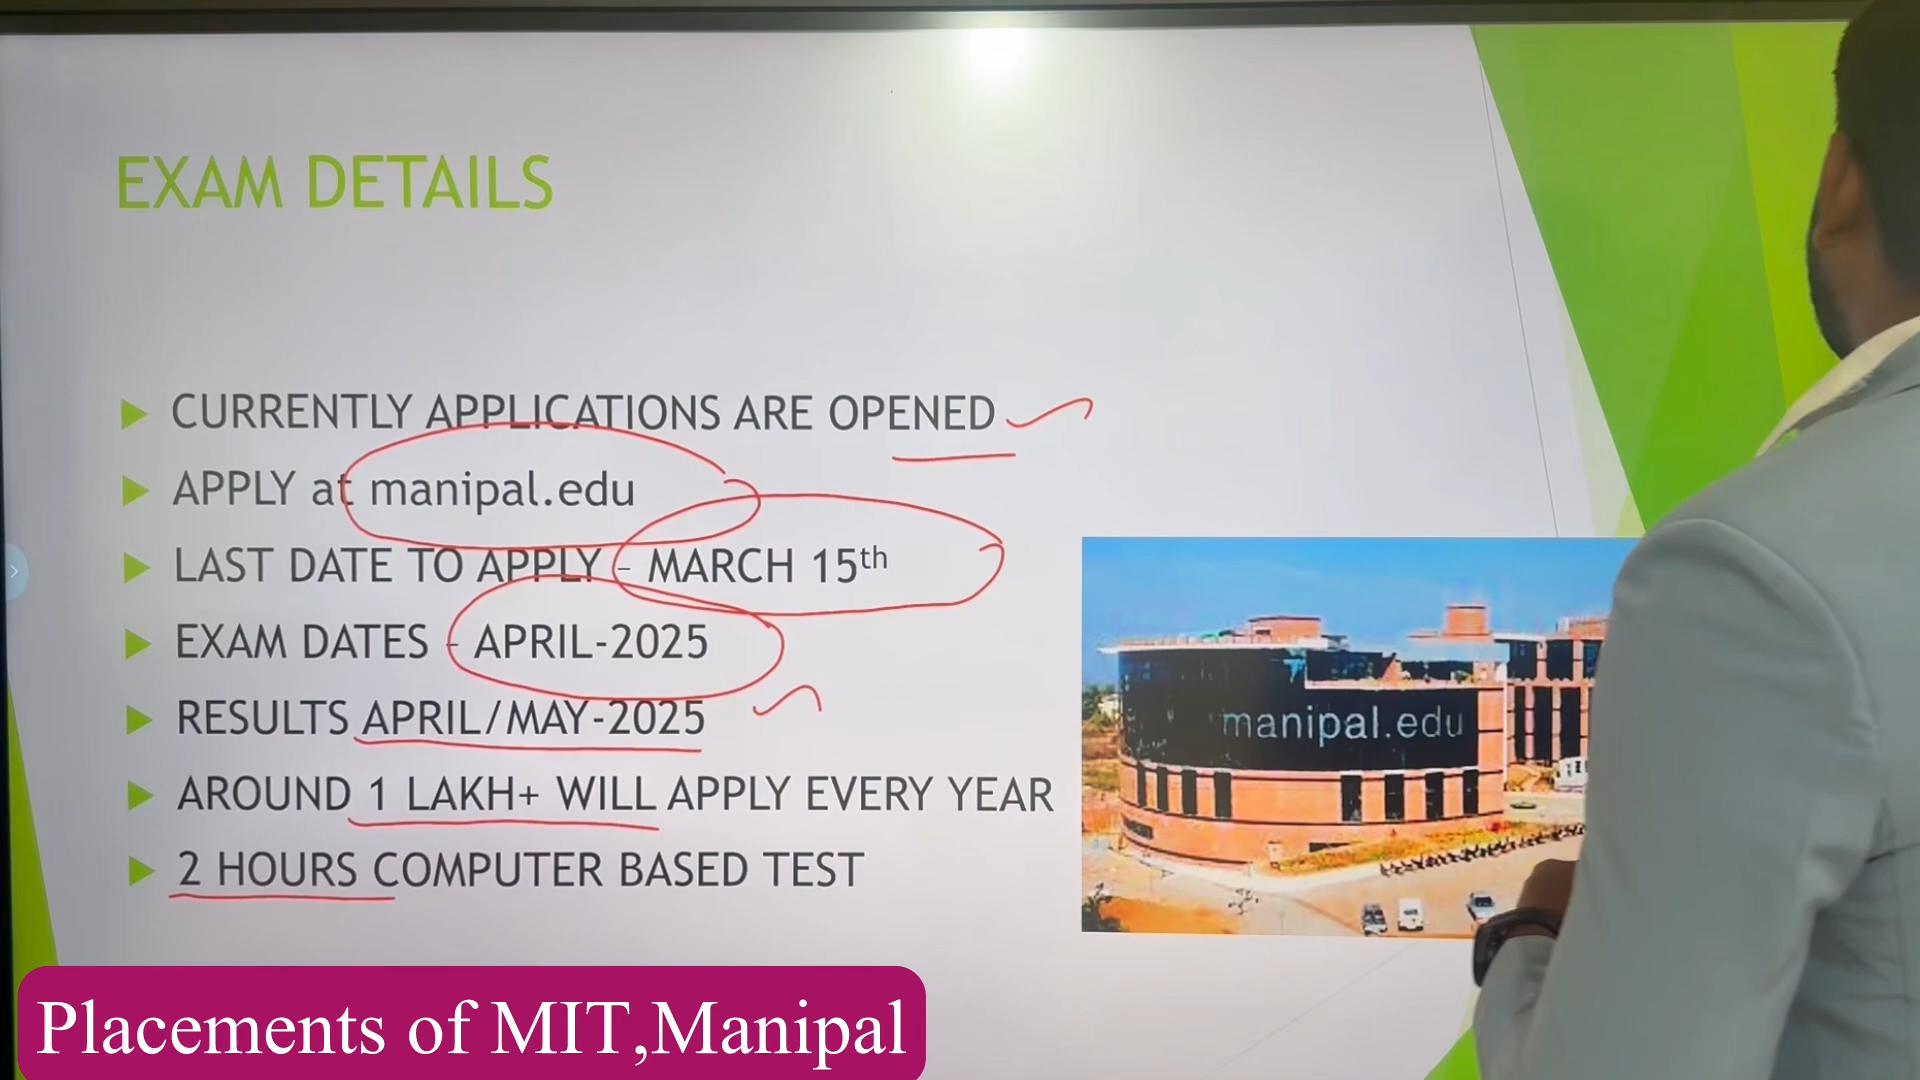 EXAM DETAILS
CURRENTLY APPLICATIONS ARE OPENED
APPLY at manipal.edu
LAST DATE TO APPLY - MARCH 15th
EXAM DATES - APRIL-2025
RESULTS APRIL/MAY-2025
AROUND 1 LAKH+ WILL APPLY EVERY YEAR
2 HOURS COMPUTER BASED TEST
manipal.edu
Placements of MIT,Manipal